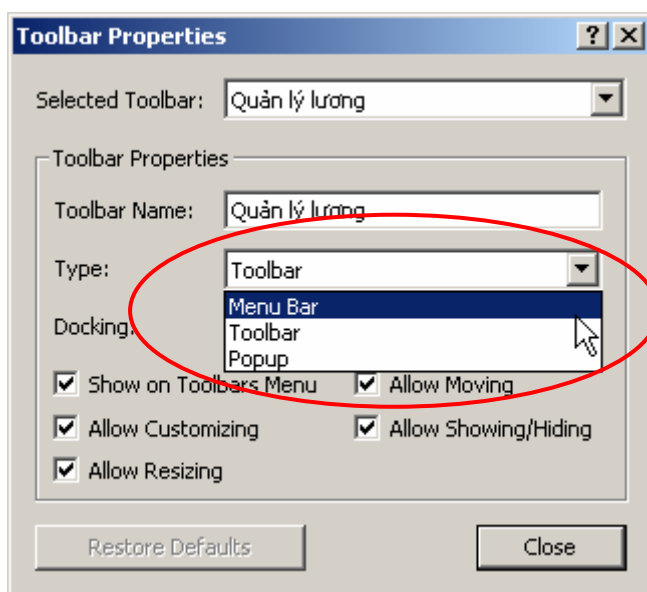 Toolbar Properties
Selected Toolbar: Quản lý lương
Toolbar Properties
Toolbar Name: Quản lý lương
Type: Toolbar
Menu Bar
Docking: Toolbar
Popup
Show on Toolbars Menu Allow Moving
Allow Customizing Allow Showing/Hiding
Allow Resizing
Restore Defaults Close